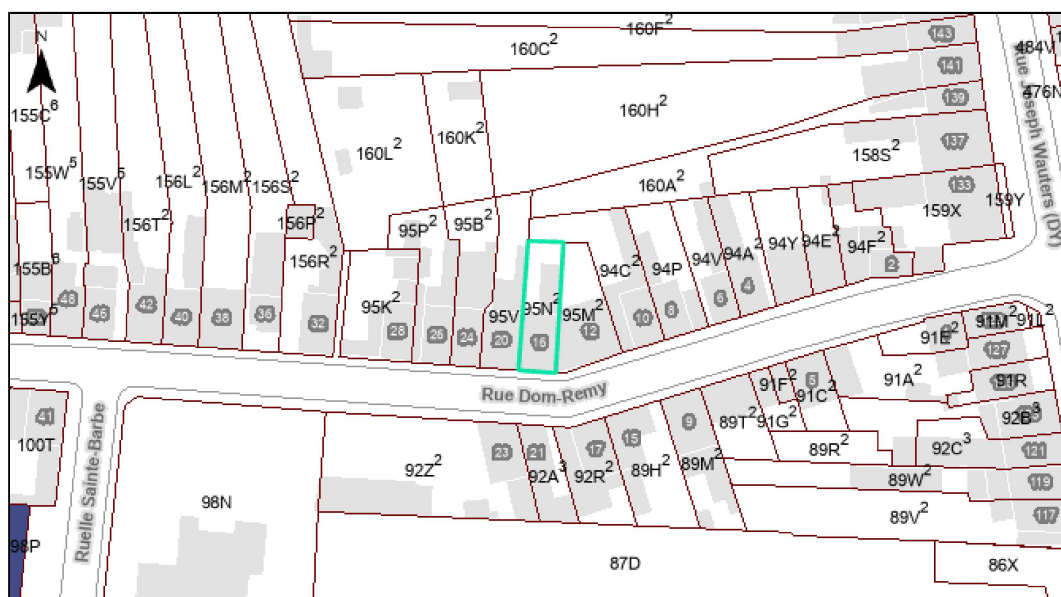 N
160F²
143
160C²
484V
141
476N
139
155C⁶
160H²
160K²
160L²
137
158S²
155W⁵
155V⁵
156L²
156M²
156S²
160A²
133
159Y
159X
156T²
156P²
95P²
95B²
94Y
94E²
94F²
94V
94A²
156R²
155B⁶
94C²
94P
2
48
46
42
40
38
36
32
95K²
28
26
24
95V
20
95N²
16
95M²
12
10
8
6
4
155Y⁵
Rue Joseph Wauters (DY)
Rue Dom-Remy
91E²
91M²
91L²
127
91A²
91R
91F²
5
91C²
91G²
92B³
41
100T
Ruelle Sainte-Barbe
89T²
9
15
17
21
23
89R²
92C³
121
92Z²
92A³
92R²
89H²
89M²
89W²
119
98N
89V²
117
98P
87D
86X